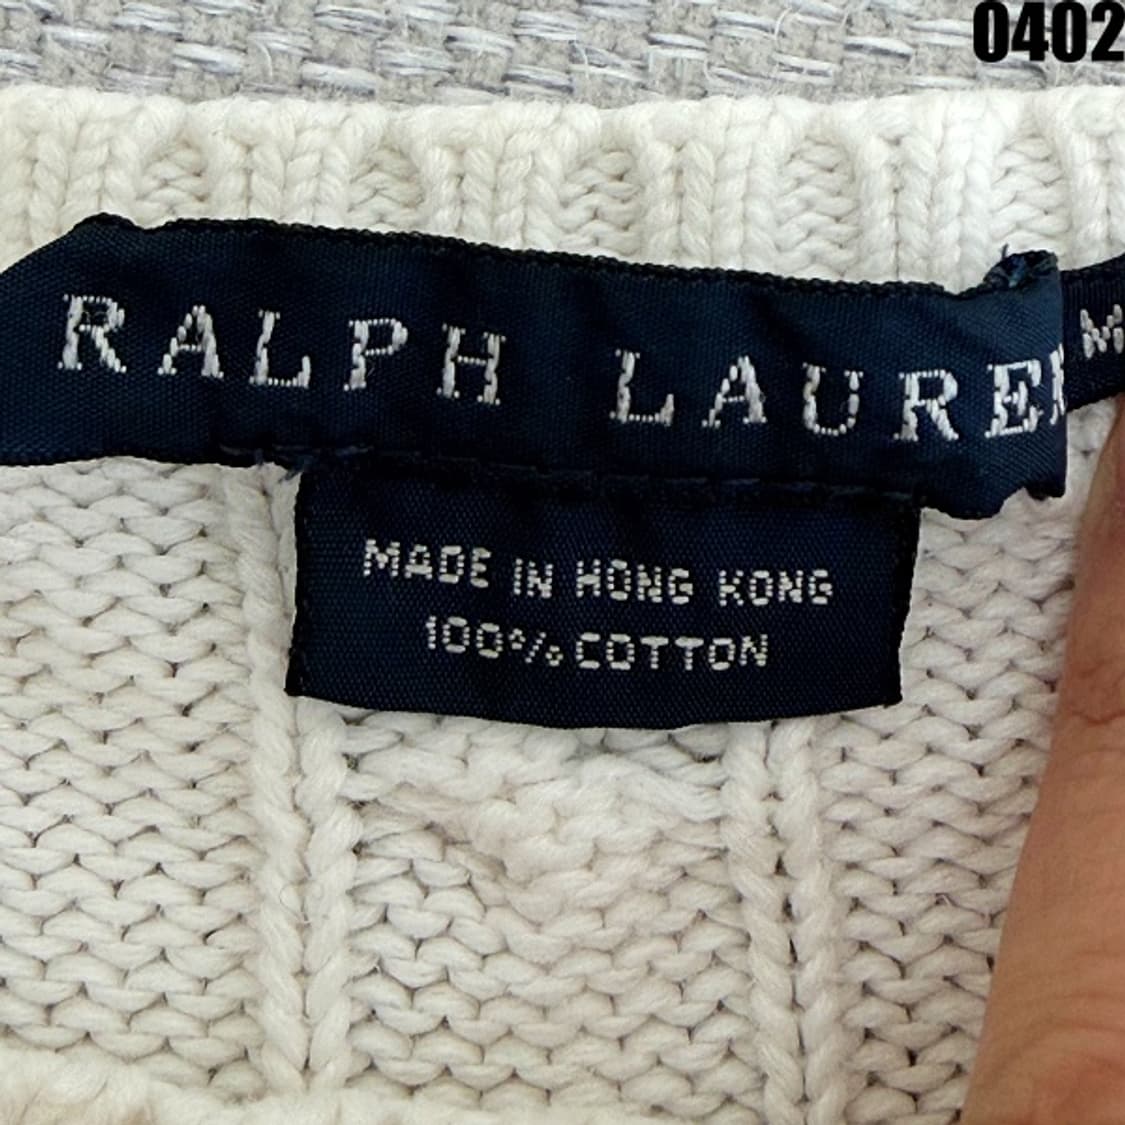 0402
RALPH LAUREN
M
MADE IN HONG KONG
100% COTTON